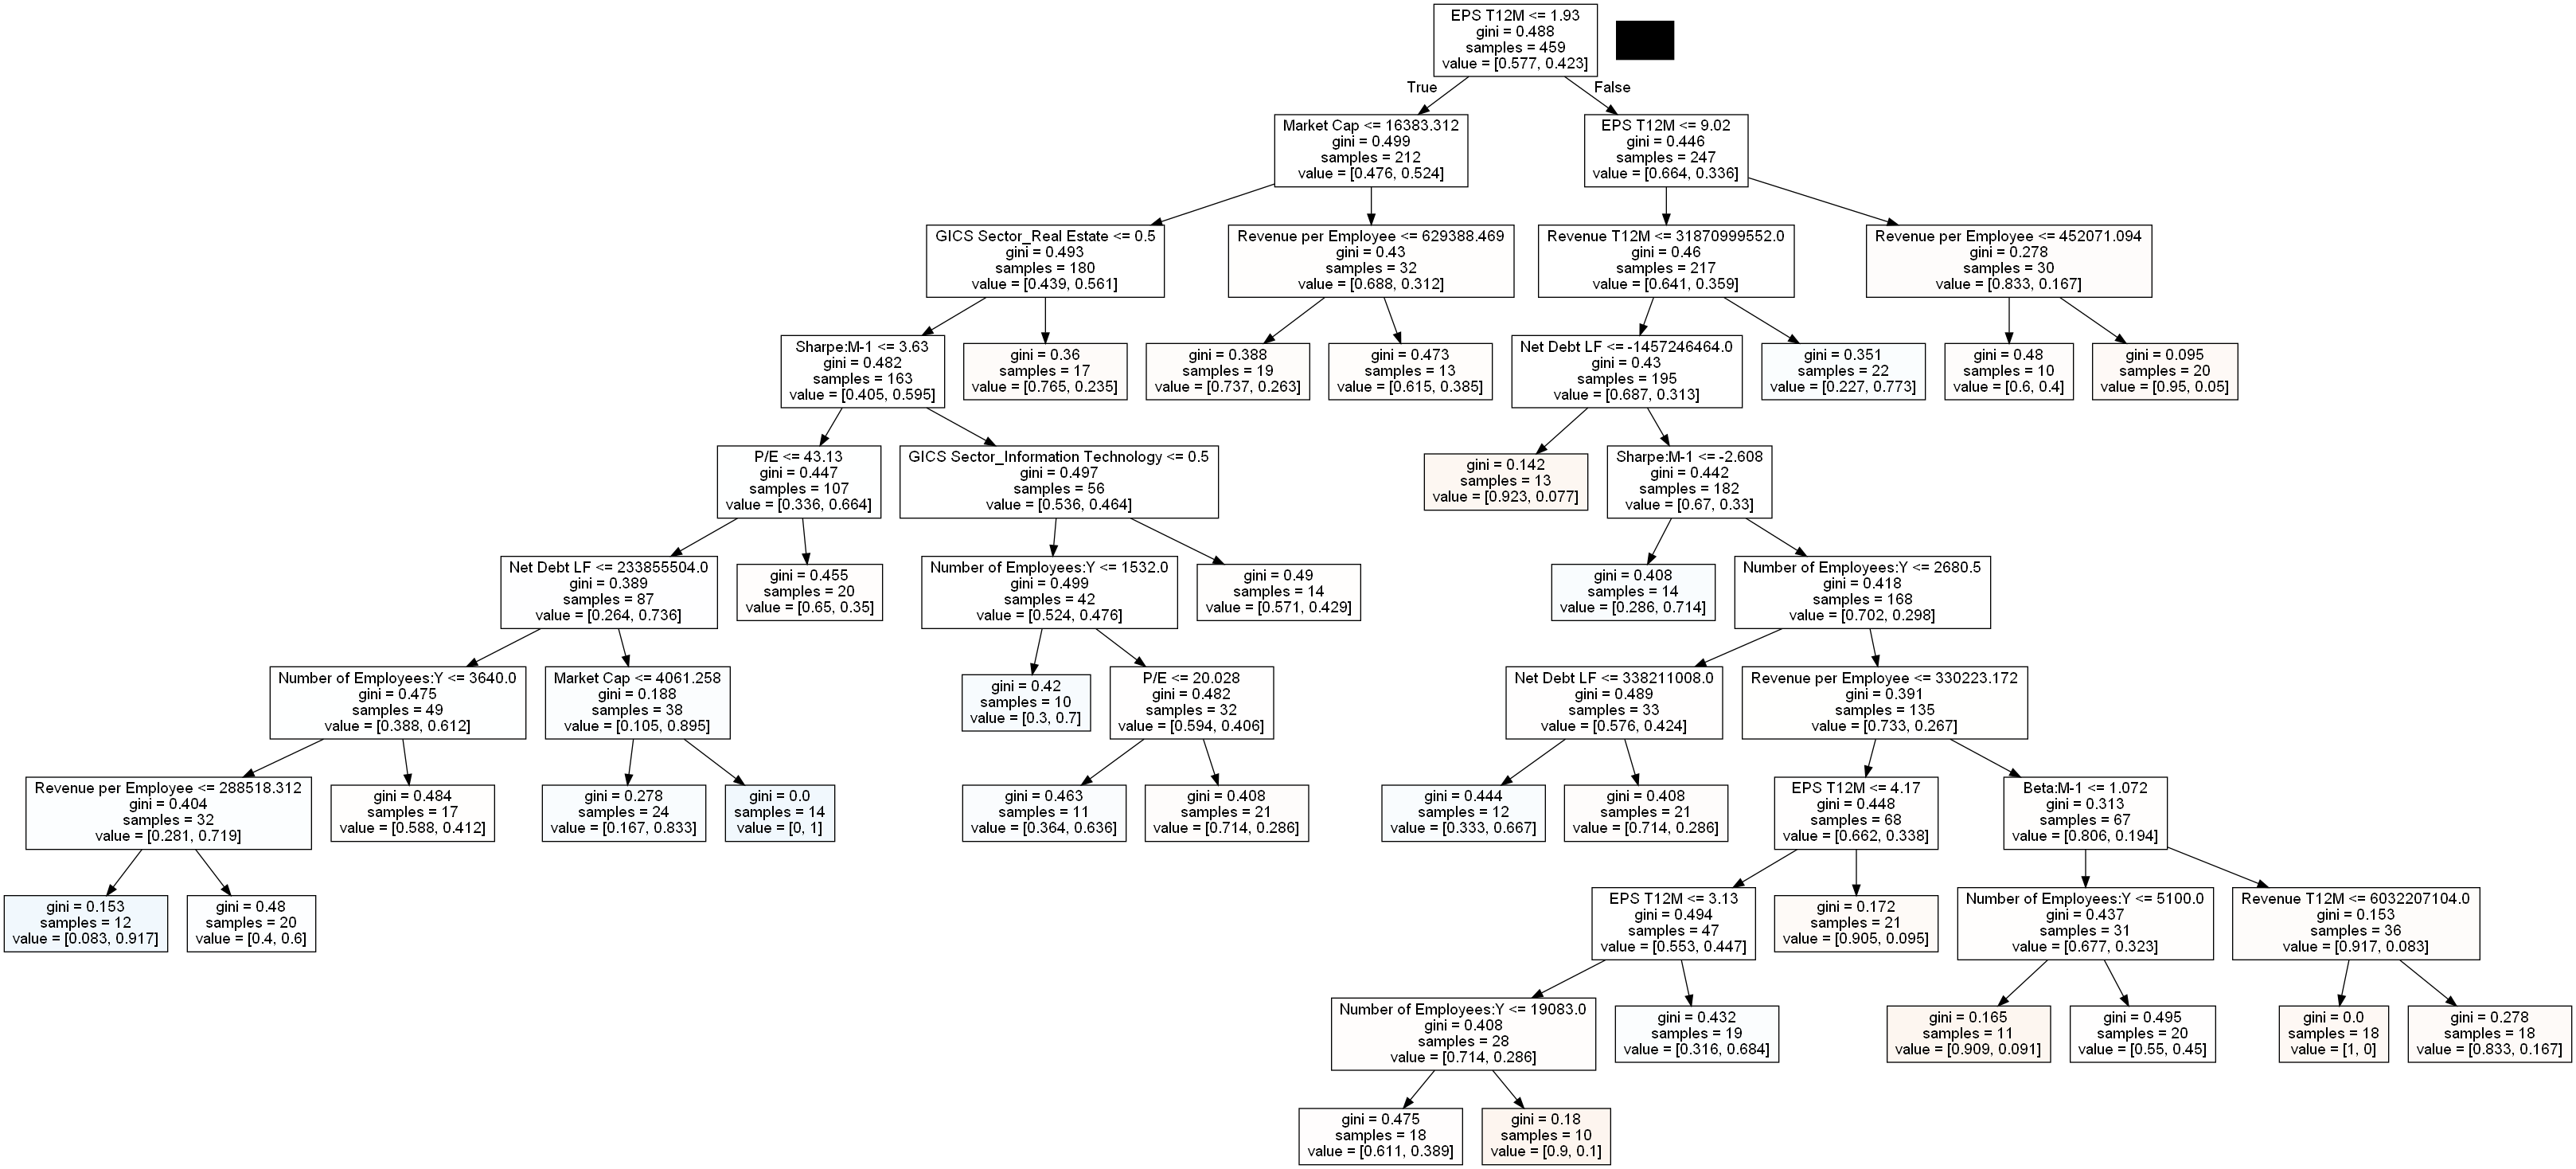 EPS T12M <= 1.93
gini = 0.488
samples = 459
value = [0.577, 0.423]
True
False
Market Cap <= 16383.312
gini = 0.499
samples = 212
value = [0.476, 0.524]
EPS T12M <= 9.02
gini = 0.446
samples = 247
value = [0.664, 0.336]
GICS Sector_Real Estate <= 0.5
gini = 0.493
samples = 180
value = [0.439, 0.561]
Revenue per Employee <= 629388.469
gini = 0.43
samples = 32
value = [0.688, 0.312]
Revenue T12M <= 31870999552.0
gini = 0.46
samples = 217
value = [0.641, 0.359]
Revenue per Employee <= 452071.094
gini = 0.278
samples = 30
value = [0.833, 0.167]
Sharpe:M-1 <= 3.63
gini = 0.482
samples = 163
value = [0.405, 0.595]
gini = 0.36
samples = 17
value = [0.765, 0.235]
gini = 0.388
samples = 19
value = [0.737, 0.263]
gini = 0.473
samples = 13
value = [0.615, 0.385]
Net Debt LF <= -1457246464.0
gini = 0.43
samples = 195
value = [0.687, 0.313]
gini = 0.351
samples = 22
value = [0.227, 0.773]
gini = 0.48
samples = 10
value = [0.6, 0.4]
gini = 0.095
samples = 20
value = [0.95, 0.05]
P/E <= 43.13
gini = 0.447
samples = 107
value = [0.336, 0.664]
GICS Sector_Information Technology <= 0.5
gini = 0.497
samples = 56
value = [0.536, 0.464]
gini = 0.142
samples = 13
value = [0.923, 0.077]
Sharpe:M-1 <= -2.608
gini = 0.442
samples = 182
value = [0.67, 0.33]
Net Debt LF <= 233855504.0
gini = 0.389
samples = 87
value = [0.264, 0.736]
gini = 0.455
samples = 20
value = [0.65, 0.35]
Number of Employees:Y <= 1532.0
gini = 0.499
samples = 42
value = [0.524, 0.476]
gini = 0.49
samples = 14
value = [0.571, 0.429]
gini = 0.408
samples = 14
value = [0.286, 0.714]
Number of Employees:Y <= 2680.5
gini = 0.418
samples = 168
value = [0.702, 0.298]
Number of Employees:Y <= 3640.0
gini = 0.475
samples = 49
value = [0.388, 0.612]
Market Cap <= 4061.258
gini = 0.188
samples = 38
value = [0.105, 0.895]
gini = 0.42
samples = 10
value = [0.3, 0.7]
P/E <= 20.028
gini = 0.482
samples = 32
value = [0.594, 0.406]
Net Debt LF <= 338211008.0
gini = 0.489
samples = 33
value = [0.576, 0.424]
Revenue per Employee <= 330223.172
gini = 0.391
samples = 135
value = [0.733, 0.267]
Revenue per Employee <= 288518.312
gini = 0.404
samples = 32
value = [0.281, 0.719]
gini = 0.484
samples = 17
value = [0.588, 0.412]
gini = 0.278
samples = 24
value = [0.167, 0.833]
gini = 0.0
samples = 14
value = [0, 1]
gini = 0.463
samples = 11
value = [0.364, 0.636]
gini = 0.408
samples = 21
value = [0.714, 0.286]
gini = 0.444
samples = 12
value = [0.333, 0.667]
gini = 0.408
samples = 21
value = [0.714, 0.286]
EPS T12M <= 4.17
gini = 0.448
samples = 68
value = [0.662, 0.338]
Beta:M-1 <= 1.072
gini = 0.313
samples = 67
value = [0.806, 0.194]
gini = 0.153
samples = 12
value = [0.083, 0.917]
gini = 0.48
samples = 20
value = [0.4, 0.6]
EPS T12M <= 3.13
gini = 0.494
samples = 47
value = [0.553, 0.447]
gini = 0.172
samples = 21
value = [0.905, 0.095]
Number of Employees:Y <= 5100.0
gini = 0.437
samples = 31
value = [0.677, 0.323]
Revenue T12M <= 6032207104.0
gini = 0.153
samples = 36
value = [0.917, 0.083]
Number of Employees:Y <= 19083.0
gini = 0.408
samples = 28
value = [0.714, 0.286]
gini = 0.432
samples = 19
value = [0.316, 0.684]
gini = 0.165
samples = 11
value = [0.909, 0.091]
gini = 0.495
samples = 20
value = [0.55, 0.45]
gini = 0.0
samples = 18
value = [1, 0]
gini = 0.278
samples = 18
value = [0.833, 0.167]
gini = 0.475
samples = 18
value = [0.611, 0.389]
gini = 0.18
samples = 10
value = [0.9, 0.1]